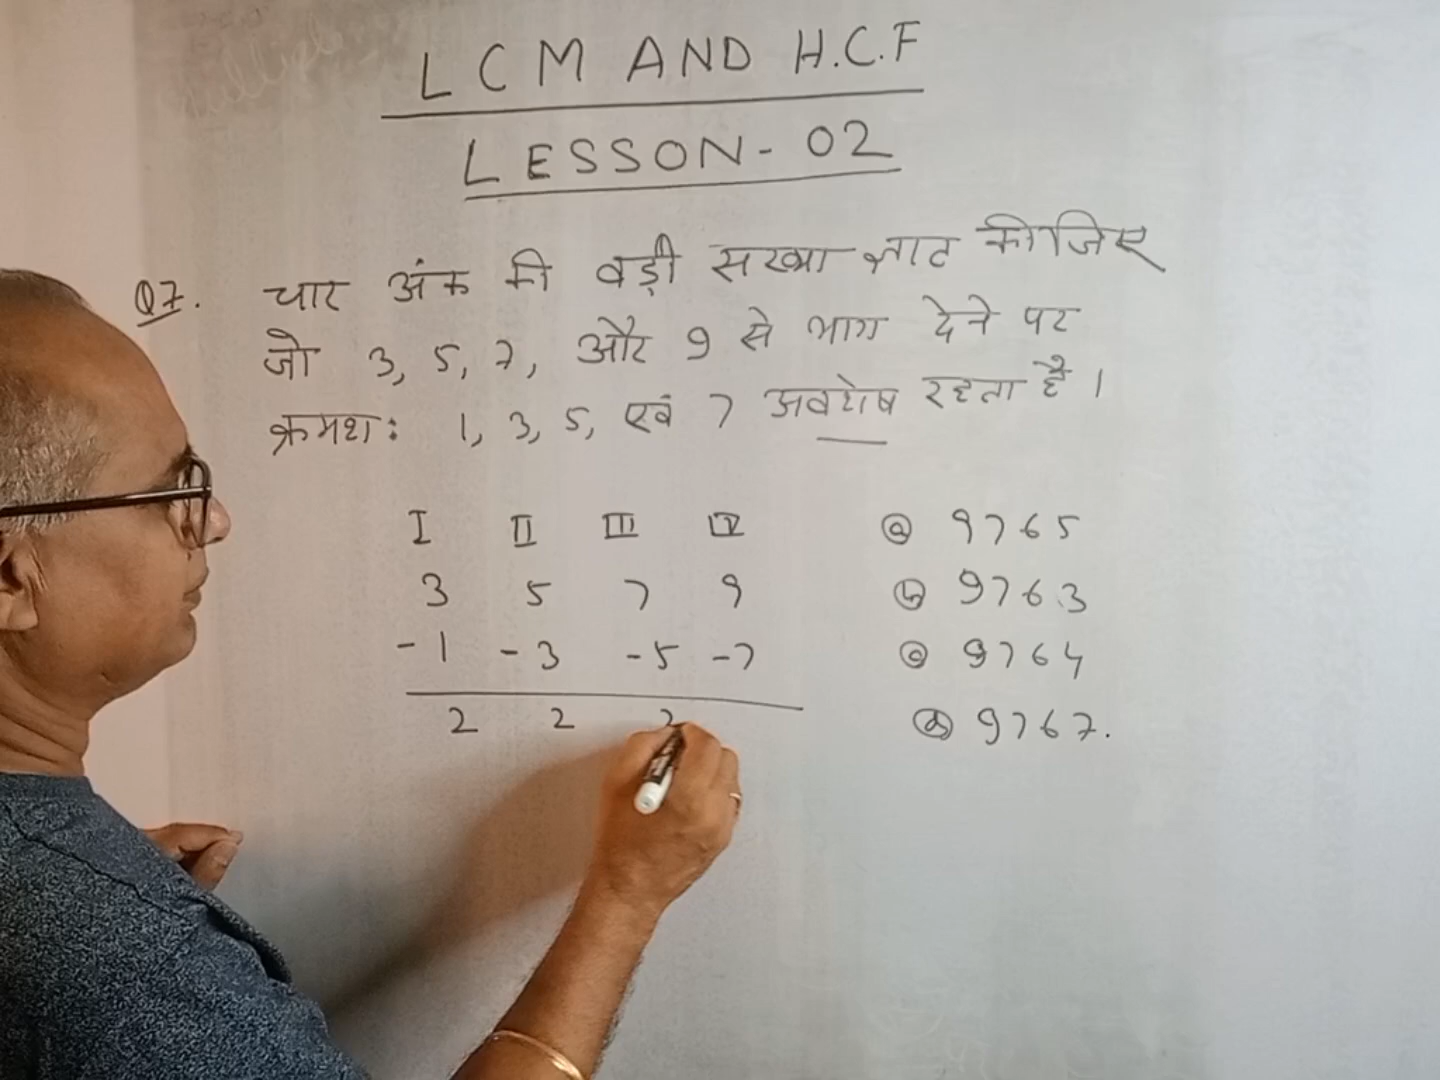 LCM AND H.C.F
LESSON-02
Q7. चार अंक की बड़ी सख्या ज्ञाट कीजिए
जो 3, 5, 7, और 9 से भाग देने पर
क्रमश: 1, 3, 5, एवं 7 अवशेष रहता है।
I II III IV
3 5 7 9
-1 -3 -5 -7
2 2 2
(a) 9765
(b) 9763
(c) 9764
(d) 9767.